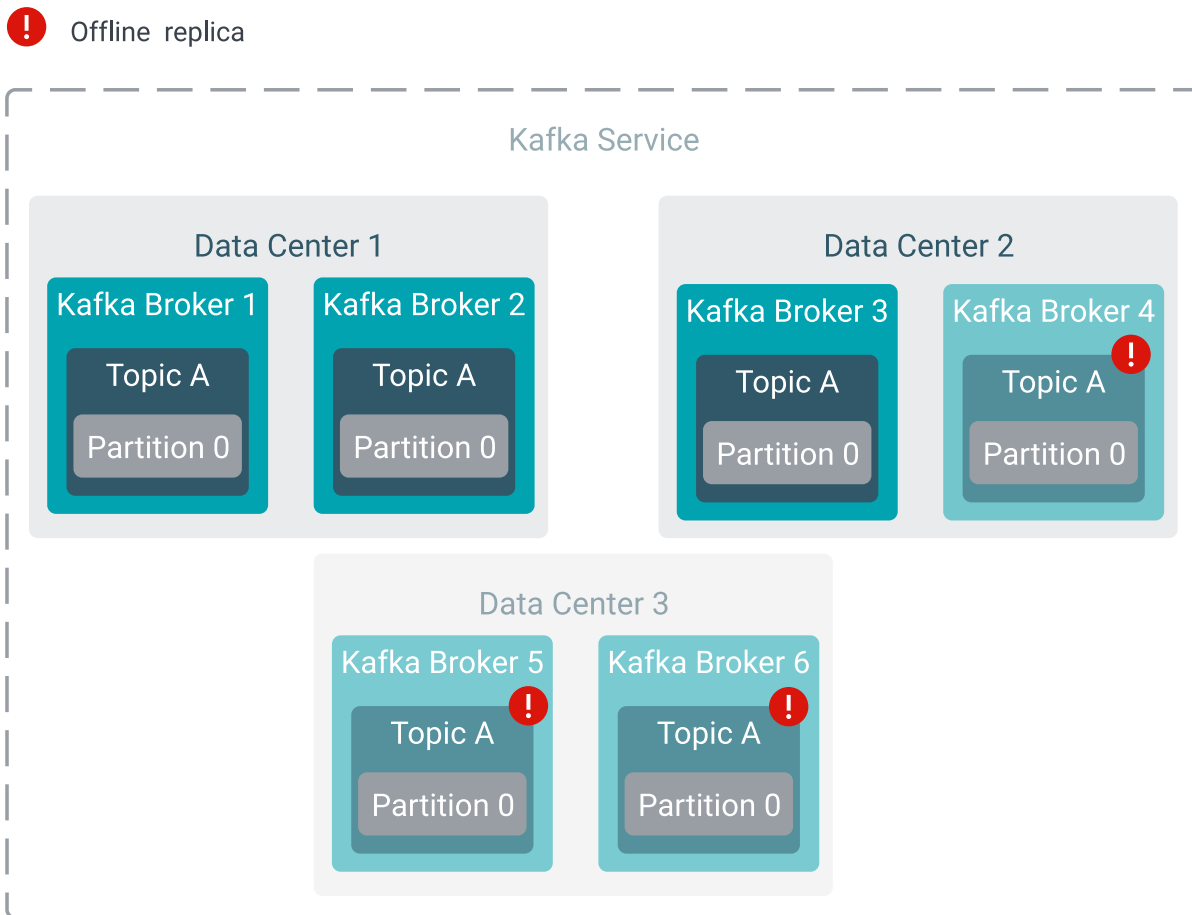 Offline replica
Kafka Service
Data Center 1
Kafka Broker 1
Topic A
Partition 0
Kafka Broker 2
Topic A
Partition 0
Data Center 2
Kafka Broker 3
Topic A
Partition 0
Kafka Broker 4
Topic A
Partition 0
Data Center 3
Kafka Broker 5
Topic A
Partition 0
Kafka Broker 6
Topic A
Partition 0